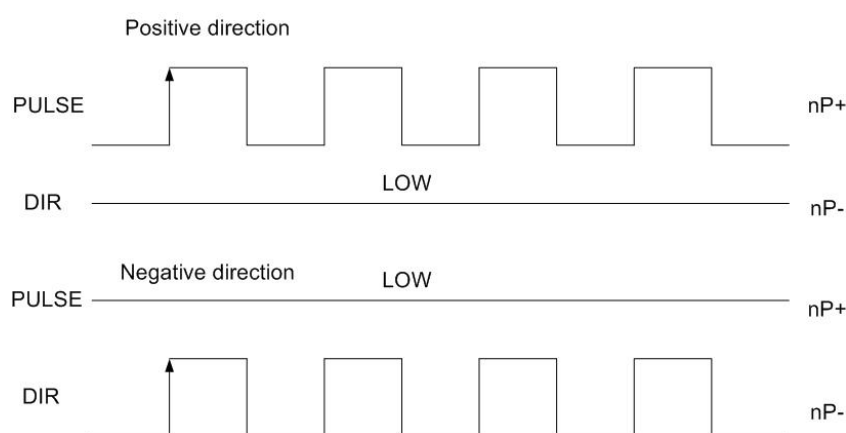 Positive direction
PULSE nP+
LOW
DIR nP-
Negative direction LOW
PULSE nP+
DIR nP-